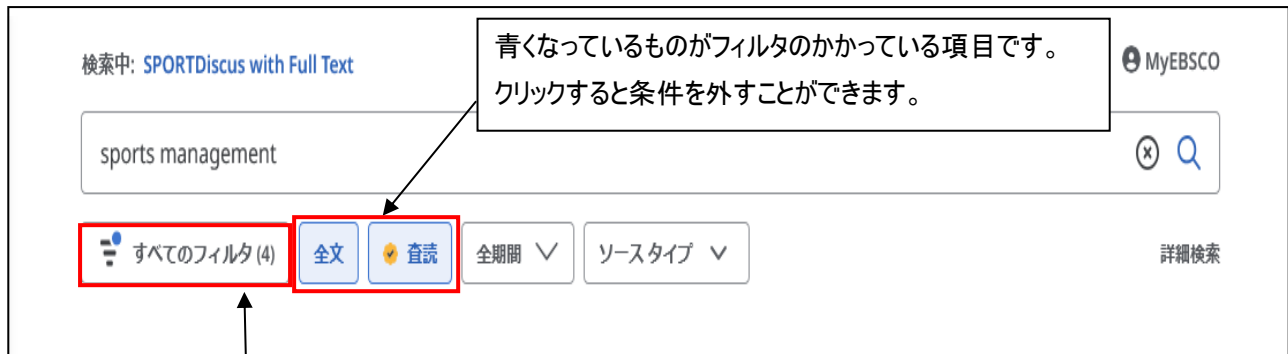 青くなっているものがフィルタのかかっている項目です。
クリックすると条件を外すことができます。
検索中: SPORTDiscus with Full Text
MyEBSCO
sports management
すべてのフィルタ (4)
全文
査読
全期間
ソース タイプ
詳細検索